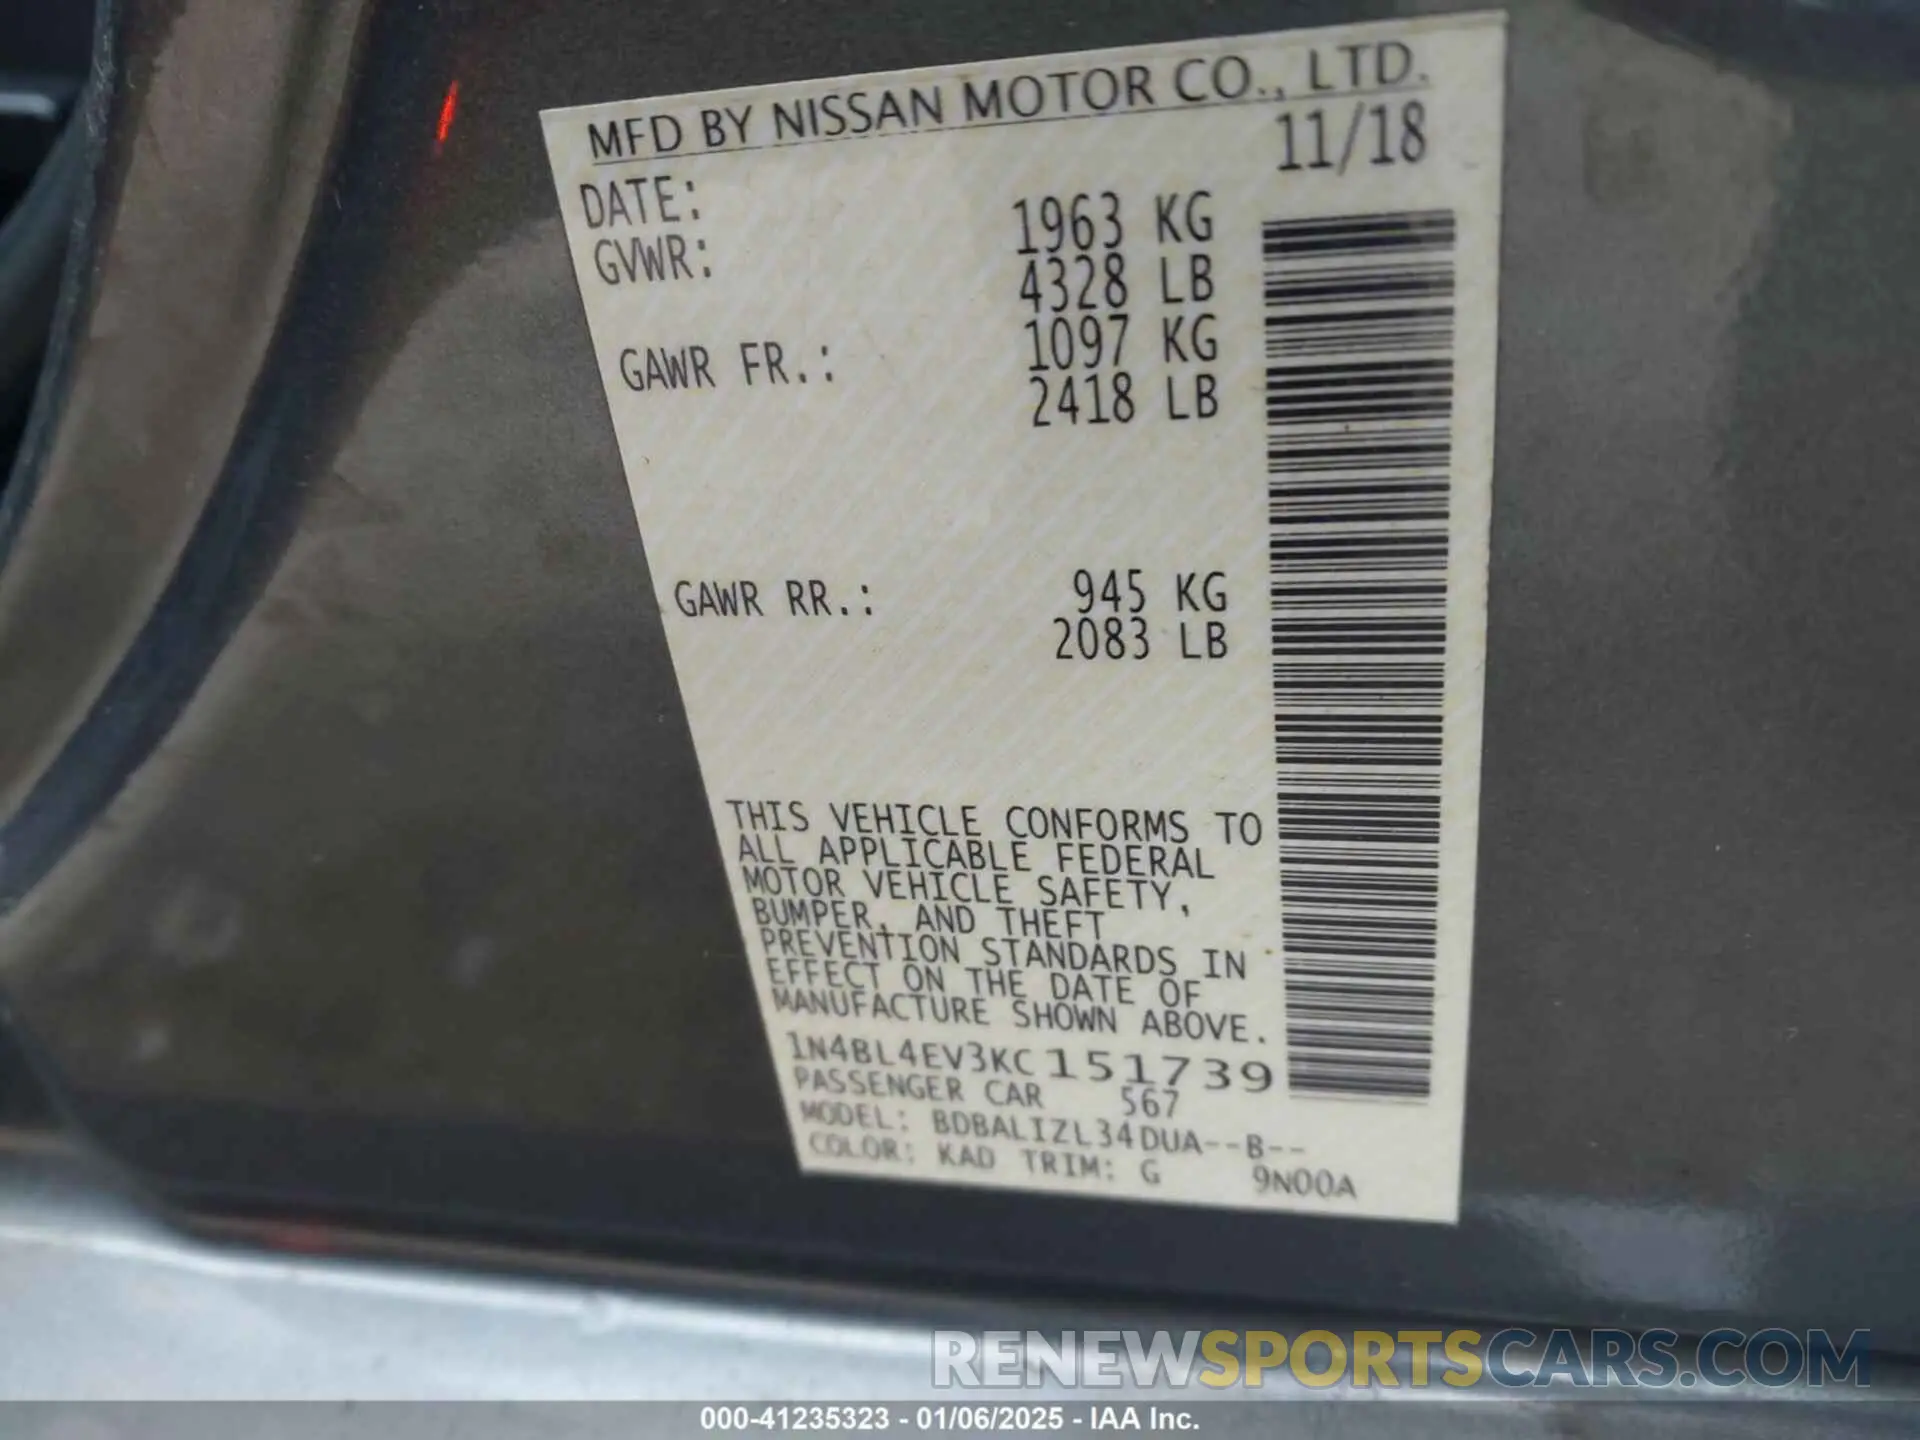 MFD BY NISSAN MOTOR CO., LTD.
DATE: 11/18
GVWR: 1963 KG
4328 LB
GAWR FR.: 1097 KG
2418 LB
GAWR RR.: 945 KG
2083 LB
THIS VEHICLE CONFORMS TO
ALL APPLICABLE FEDERAL
MOTOR VEHICLE SAFETY,
BUMPER, AND THEFT
PREVENTION STANDARDS IN
EFFECT ON THE DATE OF
MANUFACTURE SHOWN ABOVE.
1N4BL4EV3KC151739
PASSENGER CAR 567
MODEL: BDBALIZL34DUA--B--
COLOR: KAD TRIM: G 9N00A
RENEWSPORTSCARS.COM
000-41235323 - 01/06/2025 - IAA Inc.